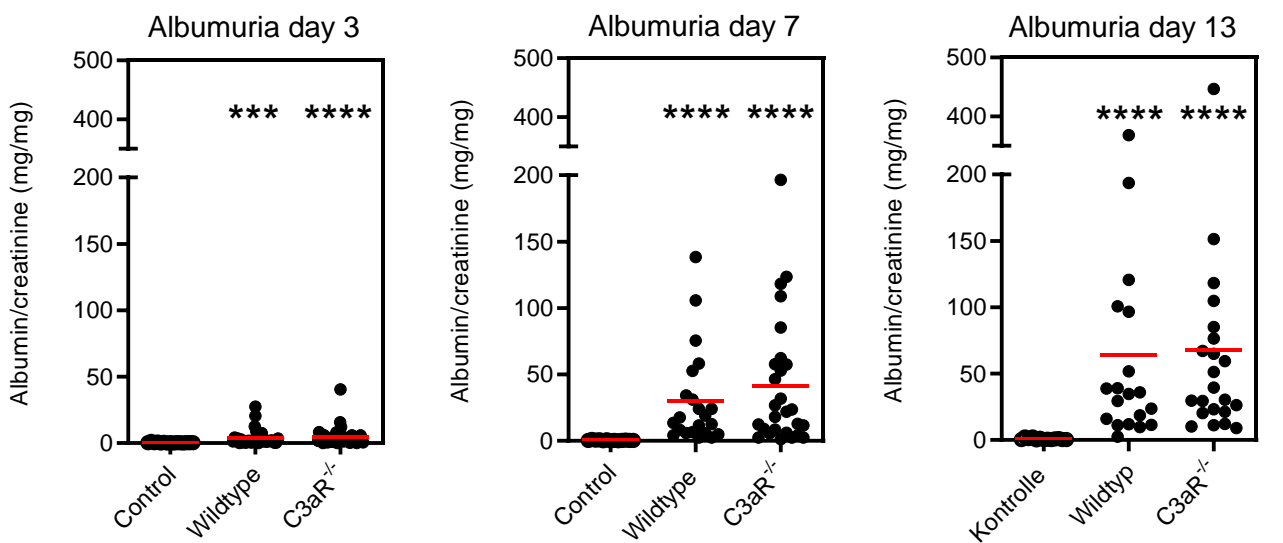 Albumuria day 3
Albumin/creatinine (mg/mg)
500
400
200
150
100
50
0
*** ****
Control
Wildtype
C3aR-/-
Albumuria day 7
Albumin/creatinine (mg/mg)
500
400
200
150
100
50
0
**** ****
Control
Wildtype
C3aR-/-
Albumuria day 13
Albumin/creatinine (mg/mg)
500
400
200
150
100
50
0
**** ****
Kontrolle
Wildtyp
C3aR-/-